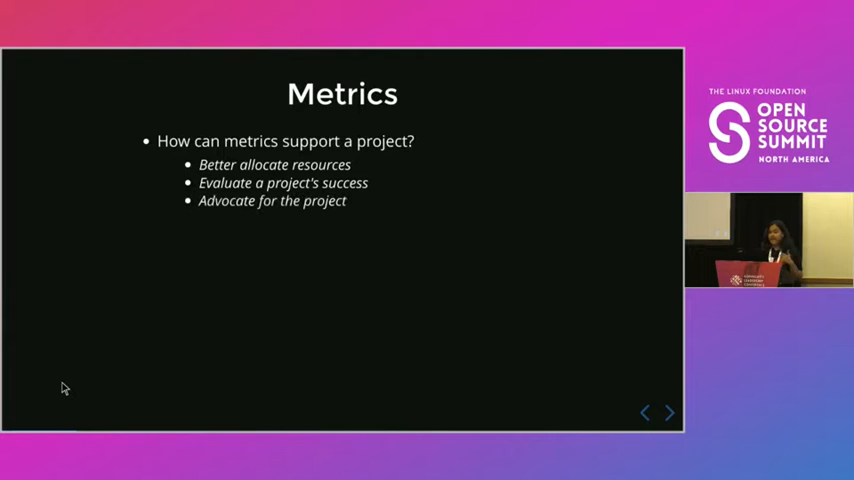 Metrics
How can metrics support a project?
Better allocate resources
Evaluate a project's success
Advocate for the project
THE LINUX FOUNDATION
OPEN
SOURCE
SUMMIT
NORTH AMERICA